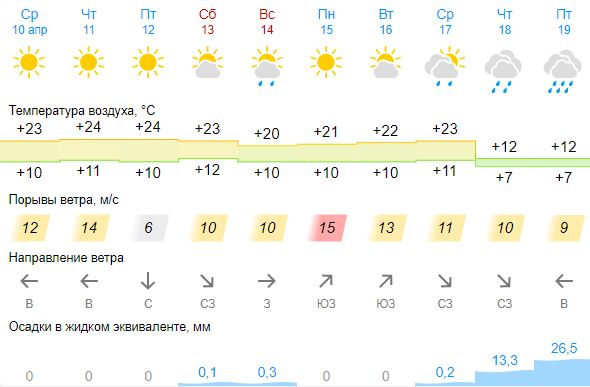 Ср Чт Пт Сб Вс Пн Вт Ср Чт Пт
10 апр 11 12 13 14 15 16 17 18 19
Температура воздуха, °C
+23 +24 +24 +23 +20 +21 +22 +23 +12 +12
+10 +11 +10 +12 +10 +10 +10 +11 +7 +7
Порывы ветра, м/с
12 14 6 10 10 15 13 11 10 9
Направление ветра
В В С СЗ З ЮЗ ЮЗ СЗ СЗ В
Осадки в жидком эквиваленте, мм
0 0 0 0,1 0,3 0 0 0,2 13,3 26,5